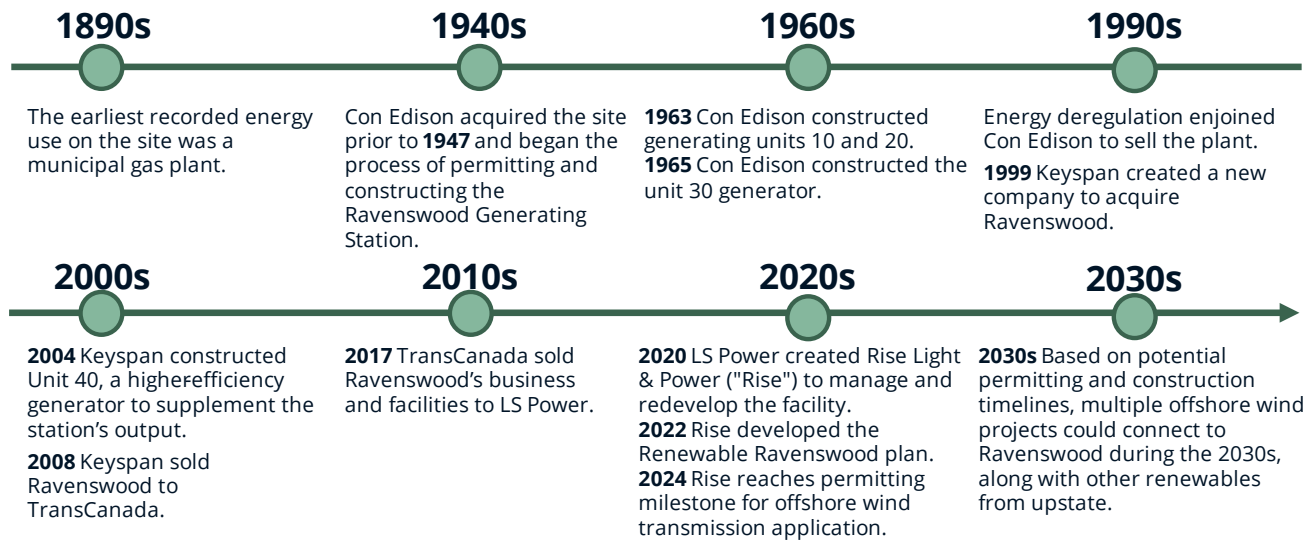 1890s
The earliest recorded energy
use on the site was a
municipal gas plant.
1940s
Con Edison acquired the site
prior to 1947 and began the
process of permitting and
constructing the
Ravenswood Generating
Station.
1960s
1963 Con Edison constructed
generating units 10 and 20.
1965 Con Edison constructed the
unit 30 generator.
1990s
Energy deregulation enjoined
Con Edison to sell the plant.
1999 Keyspan created a new
company to acquire
Ravenswood.
2000s
2004 Keyspan constructed
Unit 40, a higher-efficiency
generator to supplement the
station’s output.
2008 Keyspan sold
Ravenswood to
TransCanada.
2010s
2017 TransCanada sold
Ravenswood’s business
and facilities to LS Power.
2020s
2020 LS Power created Rise Light
& Power ("Rise") to manage and
redevelop the facility.
2022 Rise developed the
Renewable Ravenswood plan.
2024 Rise reaches permitting
milestone for offshore wind
transmission application.
2030s
2030s Based on potential
permitting and construction
timelines, multiple offshore wind
projects could connect to
Ravenswood during the 2030s,
along with other renewables
from upstate.